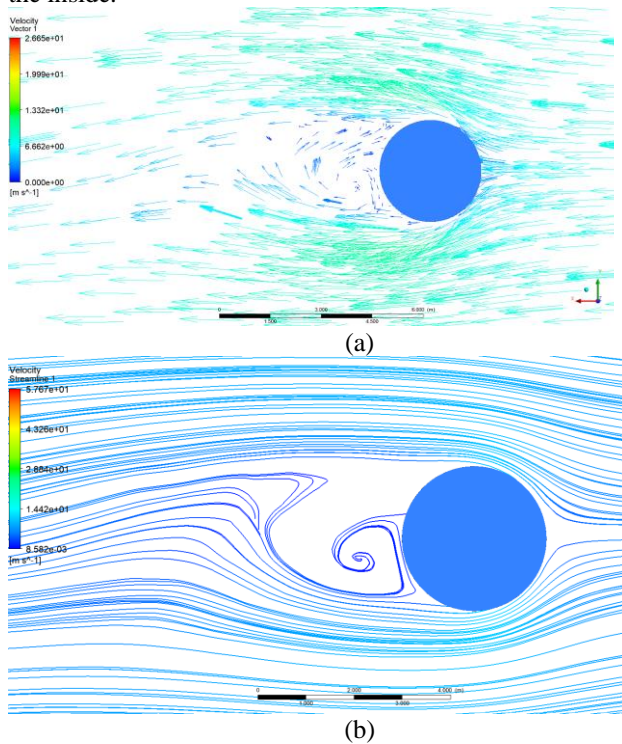 the inside.
Velocity
Vector 1
2.665e+01
1.999e+01
1.332e+01
6.662e+00
0.000e+00
[m s^-1]
0 3.000 6.000 (m)
1.500 4.500
(a)
Velocity
Streamline 1
5.767e+01
4.326e+01
2.884e+01
1.442e+01
8.582e-03
[m s^-1]
0 2.000 4.000 (m)
1.000 3.000
(b)